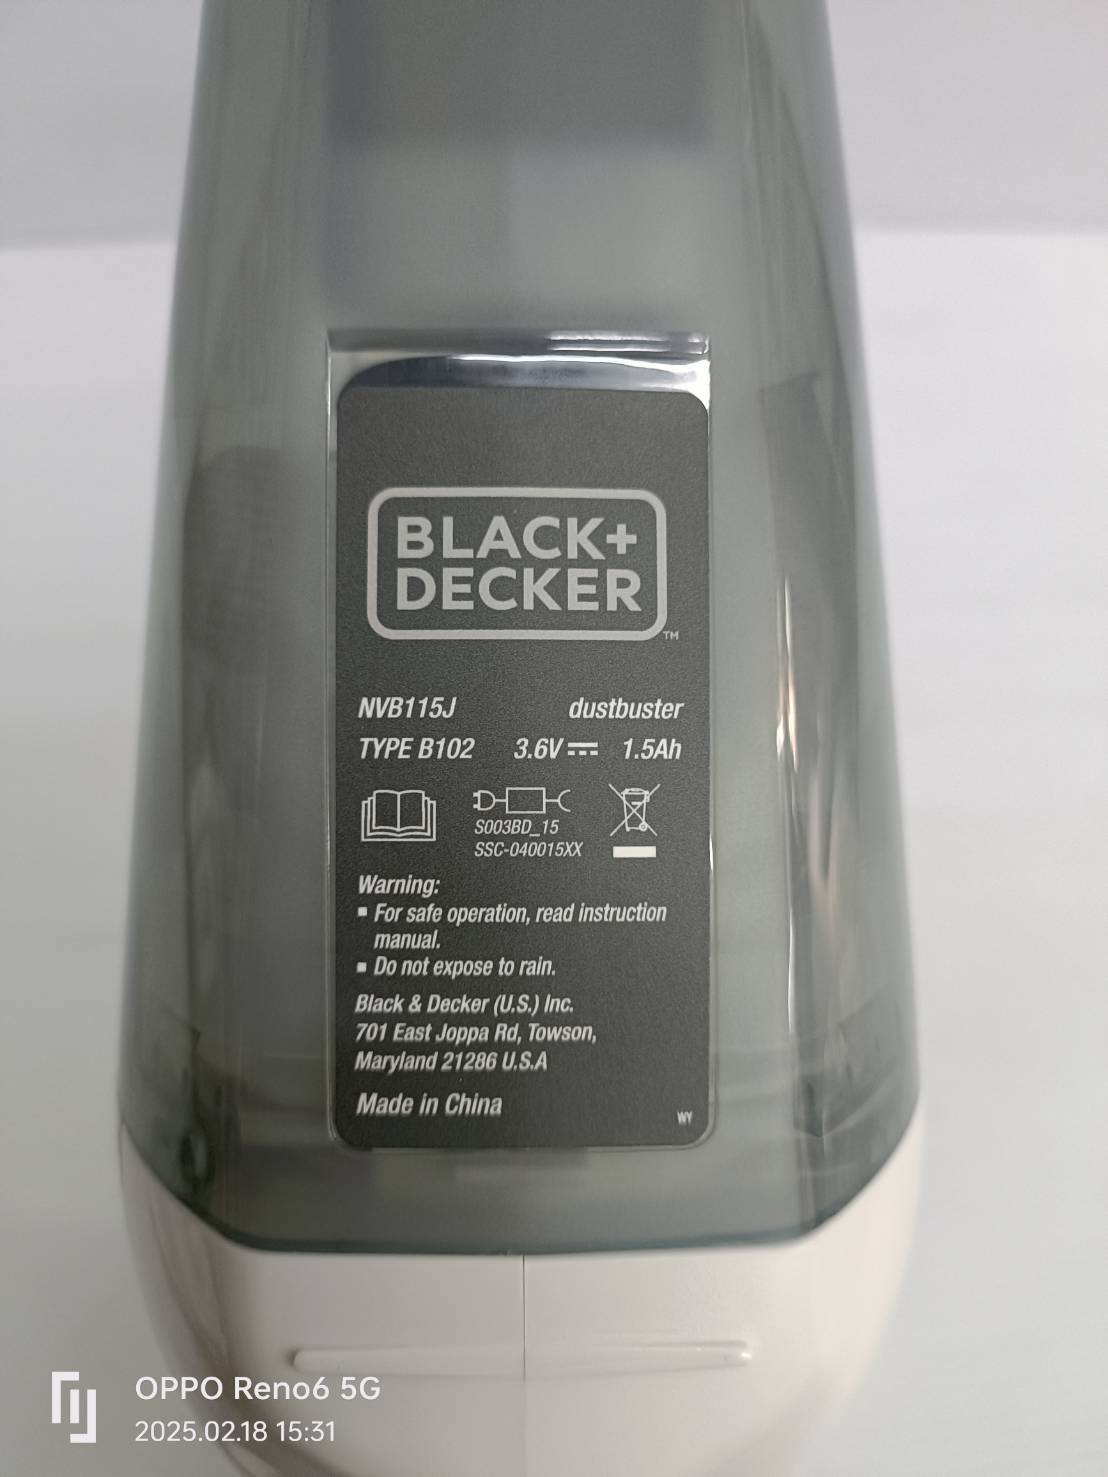 BLACK+
DECKER
TM
NVB115J dustbuster
TYPE B102 3.6V⎓ 1.5Ah
S003BD_15
SSC-040015XX
Warning:
▪ For safe operation, read instruction
manual.
▪ Do not expose to rain.
Black & Decker (U.S.) Inc.
701 East Joppa Rd, Towson,
Maryland 21286 U.S.A
Made in China
WY
OPPO Reno6 5G
2025.02.18 15:31